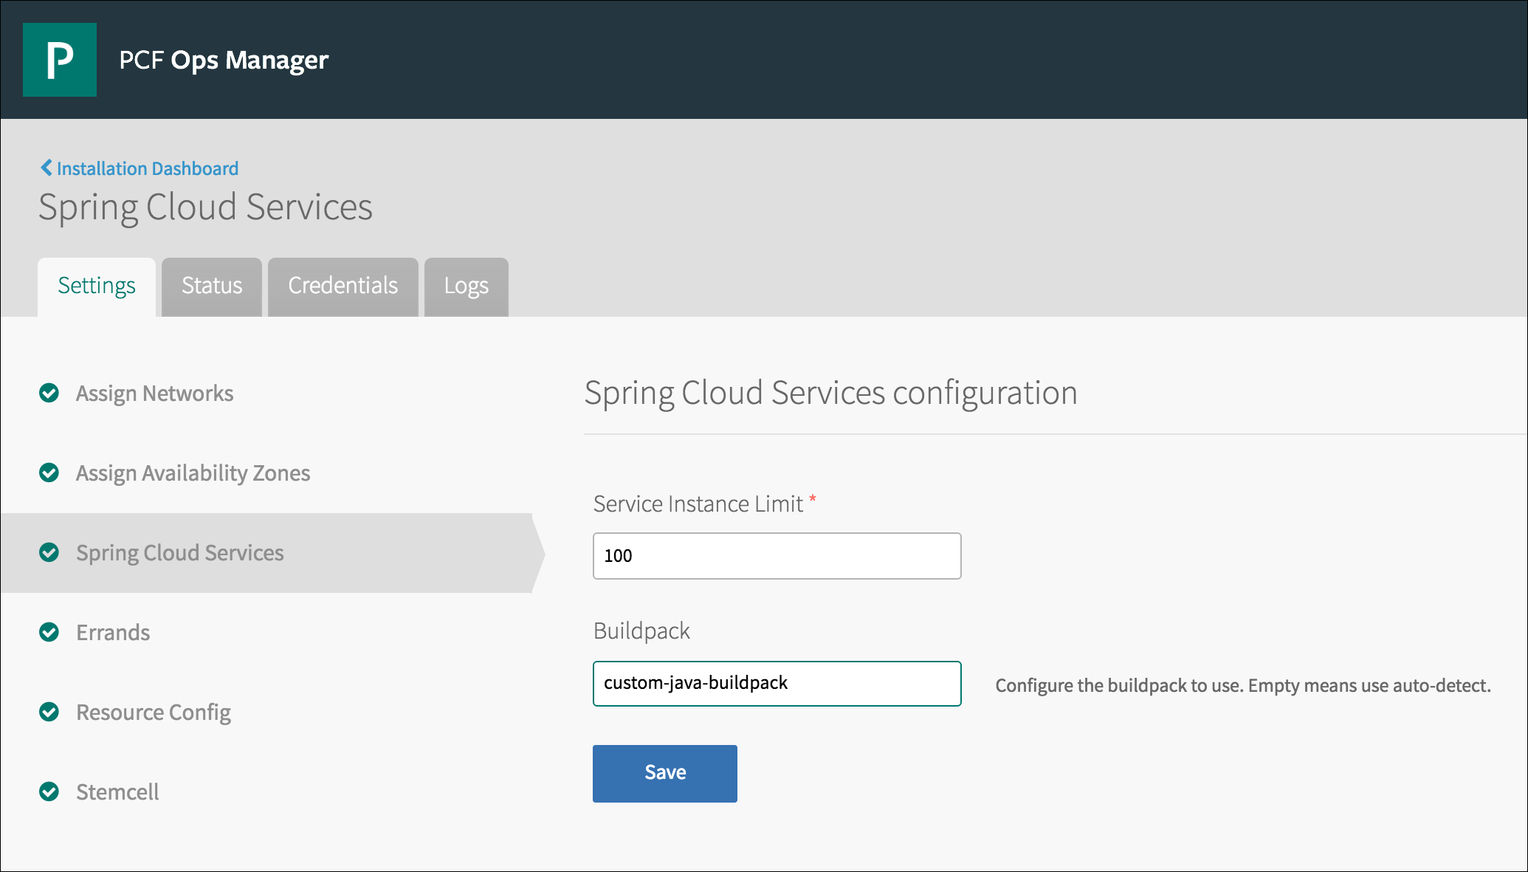 P
PCF Ops Manager
Installation Dashboard
Spring Cloud Services
Settings
Status
Credentials
Logs
Assign Networks
Assign Availability Zones
Spring Cloud Services
Errands
Resource Config
Stemcell
Spring Cloud Services configuration
Service Instance Limit *
100
Buildpack
custom-java-buildpack
Configure the buildpack to use. Empty means use auto-detect.
Save